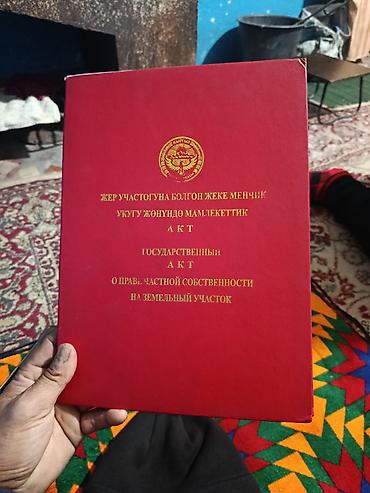 ЖЕР УЧАСТОГУНА БОЛГОН ЖЕКЕ МЕНЧИК
УКУГУ ЖӨНҮНДӨ МАМЛЕКЕТТИК
АКТ
ГОСУДАРСТВЕННЫЙ
АКТ
О ПРАВЕ ЧАСТНОЙ СОБСТВЕННОСТИ
НА ЗЕМЕЛЬНЫЙ УЧАСТОК